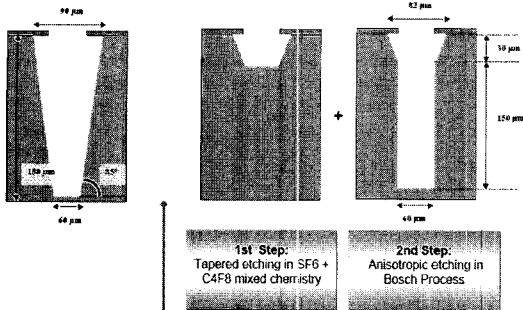 90 µm
82 µm
30 µm
+
150 µm
180 µm
85°
60 µm
60 µm
1st Step:
Tapered etching in SF6 +
C4F8 mixed chemistry
2nd Step:
Anisotropic etching in
Bosch Process